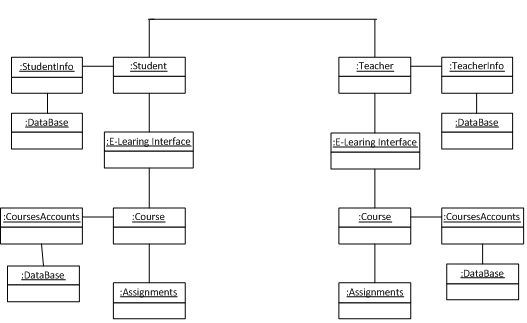 :StudentInfo
:Student
:Teacher
:TeacherInfo
:DataBase
:DataBase
:E-Learing Interface
:E-Learing Interface
:CoursesAccounts
:Course
:Course
:CoursesAccounts
:DataBase
:DataBase
:Assignments
:Assignments